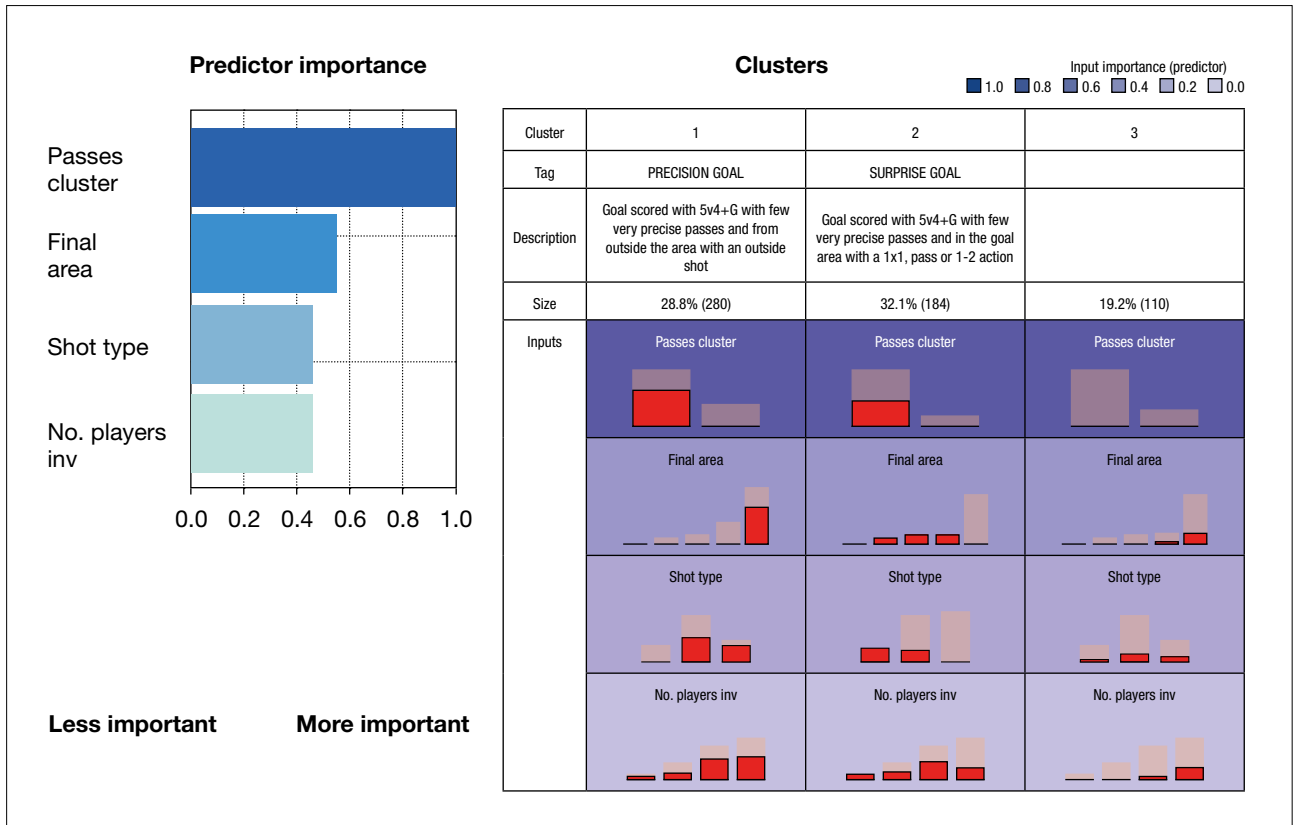 Predictor importance
Passes
cluster
Final
area
Shot type
No. players
inv
0.0 0.2 0.4 0.6 0.8 1.0
Less important More important
Clusters
Input importance (predictor)
1.0 0.8 0.6 0.4 0.2 0.0
Cluster 1 2 3
Tag PRECISION GOAL SURPRISE GOAL
Description
Goal scored with 5v4+G with few
very precise passes and from
outside the area with an outside
shot
Goal scored with 5v4+G with few
very precise passes and in the goal
area with a 1x1, pass or 1-2 action
Size 28.8% (280) 32.1% (184) 19.2% (110)
Inputs Passes cluster Passes cluster Passes cluster
Final area Final area Final area
Shot type Shot type Shot type
No. players inv No. players inv No. players inv